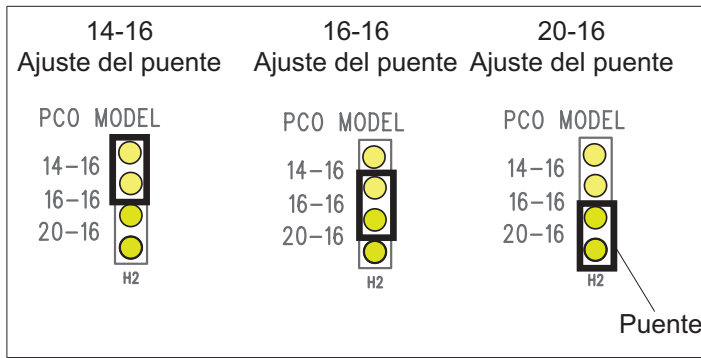 14-16
Ajuste del puente
PCO MODEL
14-16
16-16
20-16
H2
16-16
Ajuste del puente
PCO MODEL
14-16
16-16
20-16
H2
20-16
Ajuste del puente
PCO MODEL
14-16
16-16
20-16
H2
Puente